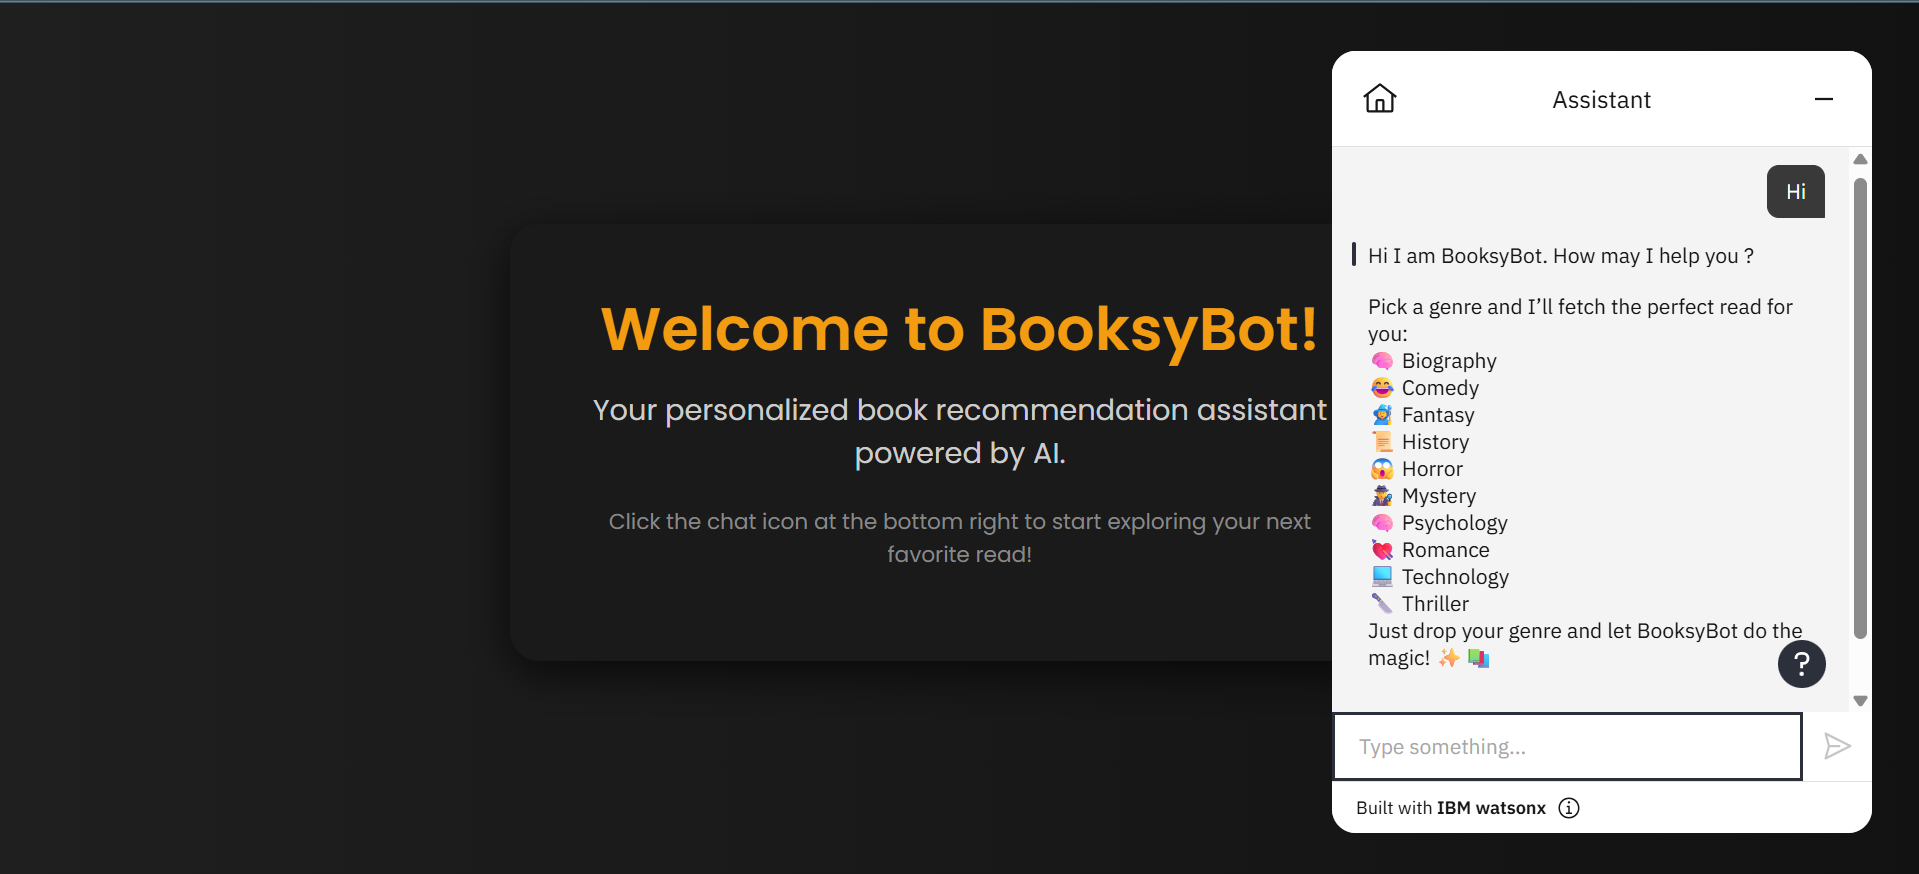 Welcome to BooksyBot!
Your personalized book recommendation assistant
powered by AI.
Click the chat icon at the bottom right to start exploring your next
favorite read!
Assistant
Hi
Hi I am BooksyBot. How may I help you ?
Pick a genre and I’ll fetch the perfect read for
you:
🧠 Biography
😂 Comedy
🧙 Fantasy
📜 History
😱 Horror
🕵️ Mystery
🧠 Psychology
💘 Romance
💻 Technology
🔪 Thriller
Just drop your genre and let BooksyBot do the
magic! ✨ 📚
?
Type something...
Built with IBM watsonx